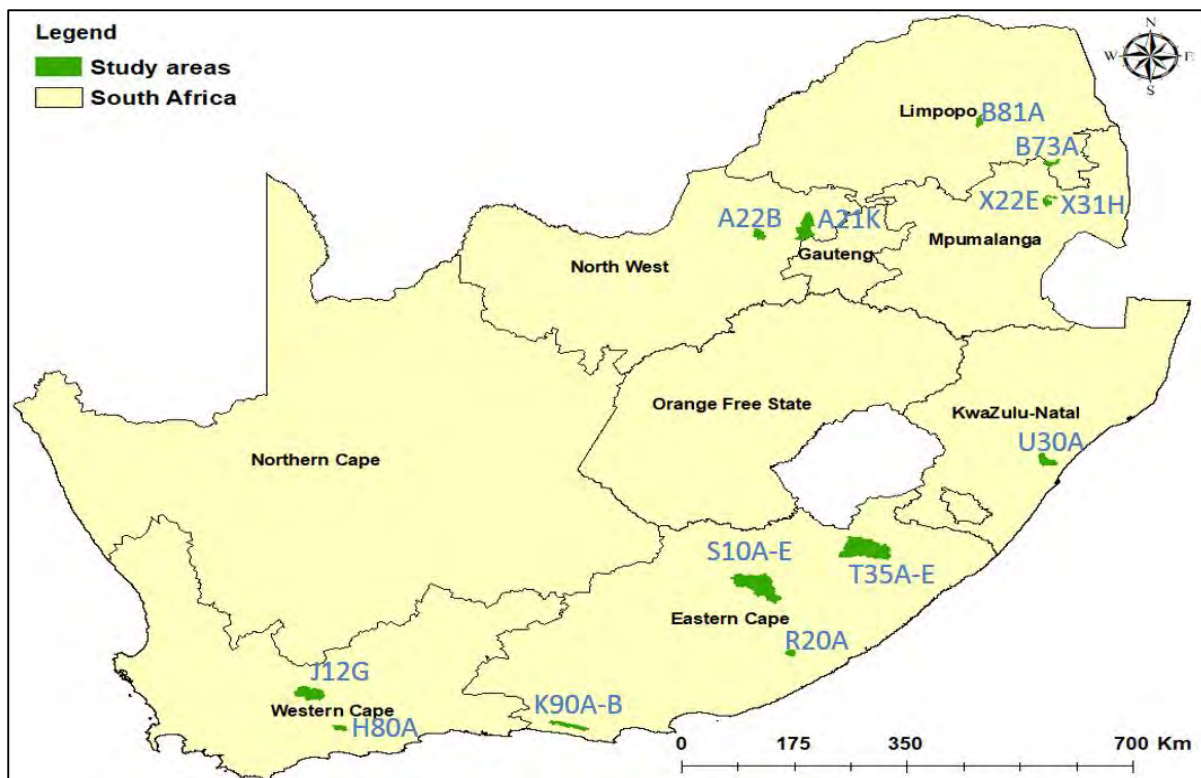 Legend
Study areas
South Africa
N
W E
S
Limpopo
B81A
B73A
X22E
X31H
A22B
A21K
Mpumalanga
Gauteng
North West
Orange Free State
KwaZulu-Natal
U30A
Northern Cape
S10A-E
T35A-E
Eastern Cape
R20A
J12G
Western Cape
H80A
K90A-B
0 175 350 700 Km